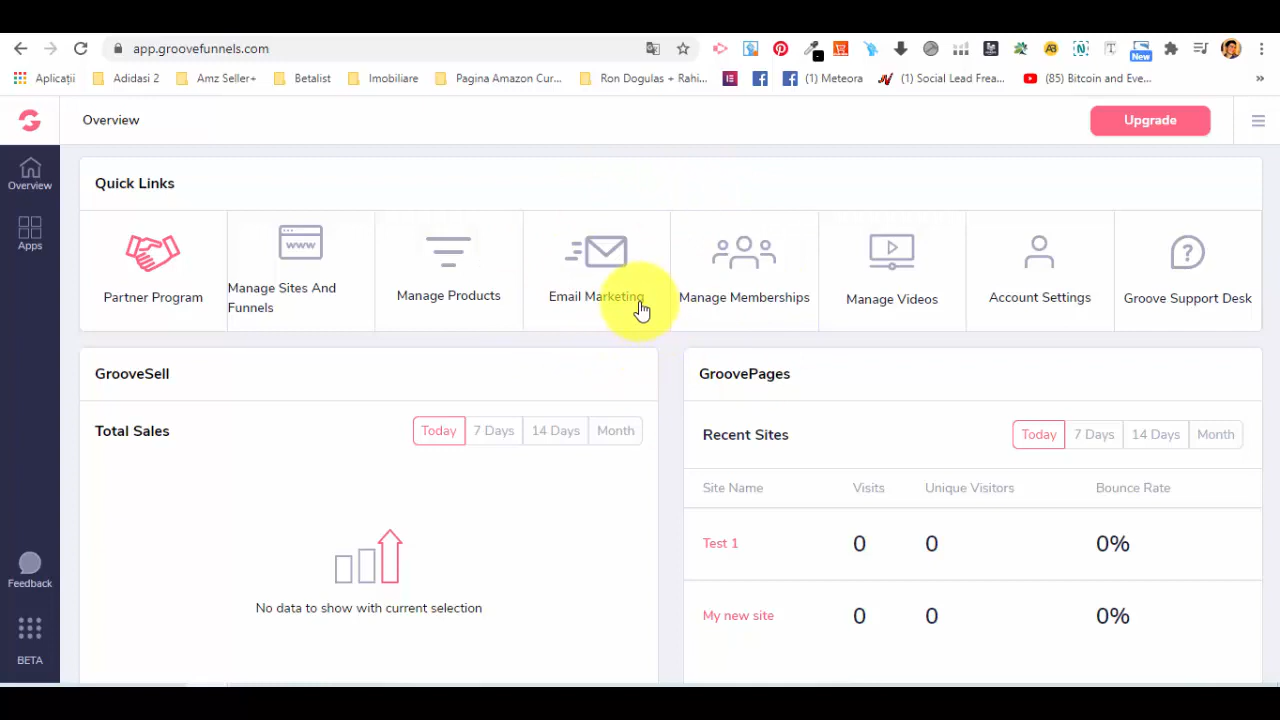 app.groovefunnels.com
New
Aplicații
Adidasi 2
Amz Seller+
Betalist
Imobiliare
Pagina Amazon Cur...
Ron Dogulas + Rahi...
(1) Meteora
(1) Social Lead Frea...
(85) Bitcoin and Eve...
»
Overview
Upgrade
Overview
Apps
Feedback
BETA
Quick Links
Partner Program
www
Manage Sites And
Funnels
Manage Products
Email Marketing
Manage Memberships
Manage Videos
Account Settings
Groove Support Desk
GrooveSell
Total Sales
Today 7 Days 14 Days Month
No data to show with current selection
GroovePages
Recent Sites
Today 7 Days 14 Days Month
Site Name Visits Unique Visitors Bounce Rate
Test 1 0 0 0%
My new site 0 0 0%